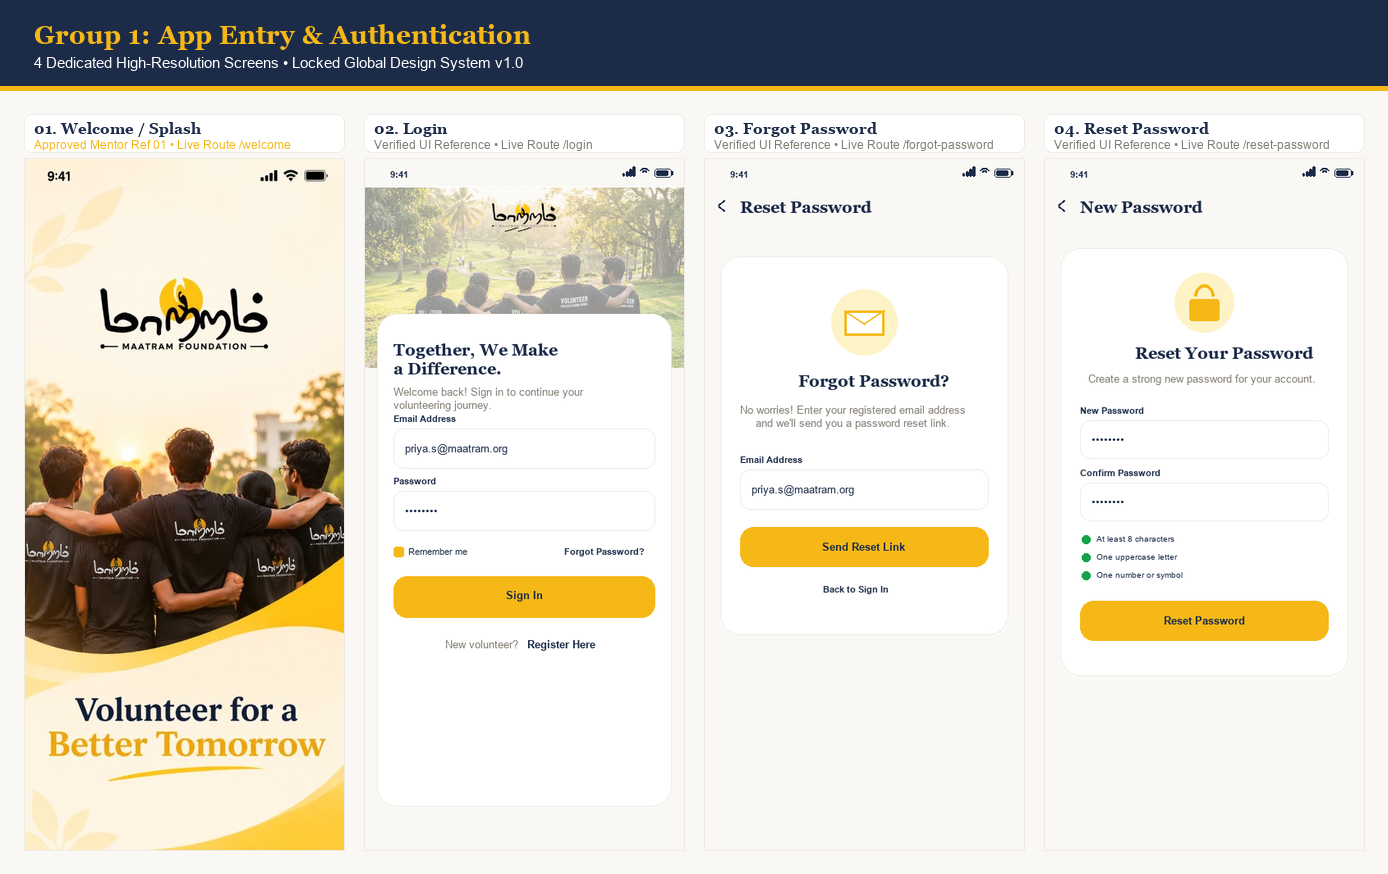 Group 1: App Entry & Authentication
4 Dedicated High-Resolution Screens • Locked Global Design System v1.0
01. Welcome / Splash
Approved Mentor Ref 01 • Live Route /welcome
9:41
மாற்றம்
MAATRAM FOUNDATION
மாற்றம்
மாற்றம்
மாற்றம்
மாற்றம்
Volunteer for a
Better Tomorrow
02. Login
Verified UI Reference • Live Route /login
9:41
மாற்றம்
VOLUNTEER
Together, We Make
a Difference.
Welcome back! Sign in to continue your
volunteering journey.
Email Address
priya.s@maatram.org
Password
••••••••
Remember me
Forgot Password?
Sign In
New volunteer? Register Here
03. Forgot Password
Verified UI Reference • Live Route /forgot-password
9:41
Reset Password
Forgot Password?
No worries! Enter your registered email address
and we'll send you a password reset link.
Email Address
priya.s@maatram.org
Send Reset Link
Back to Sign In
04. Reset Password
Verified UI Reference • Live Route /reset-password
9:41
New Password
Reset Your Password
Create a strong new password for your account.
New Password
••••••••
Confirm Password
••••••••
At least 8 characters
One uppercase letter
One number or symbol
Reset Password